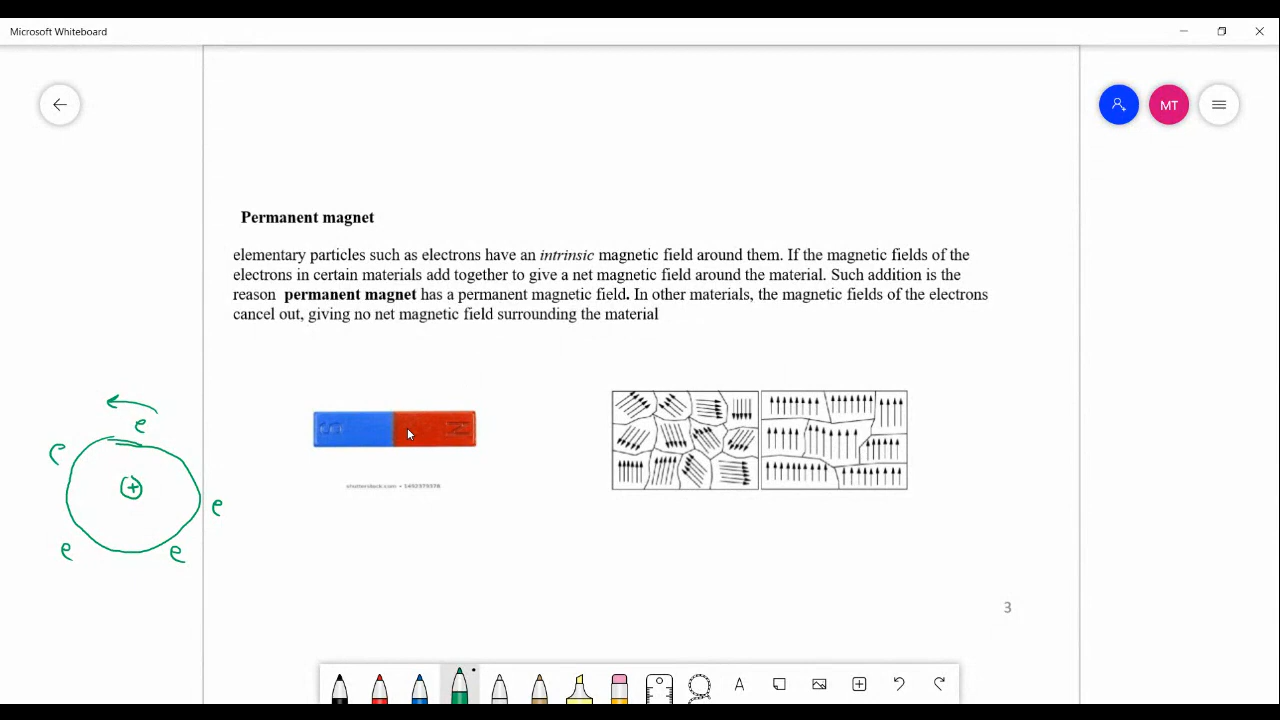 Microsoft Whiteboard
MT
Permanent magnet
elementary particles such as electrons have an intrinsic magnetic field around them. If the magnetic fields of the
electrons in certain materials add together to give a net magnetic field around the material. Such addition is the
reason permanent magnet has a permanent magnetic field. In other materials, the magnetic fields of the electrons
cancel out, giving no net magnetic field surrounding the material
e
e
+
e
e
e
S
N
3
A